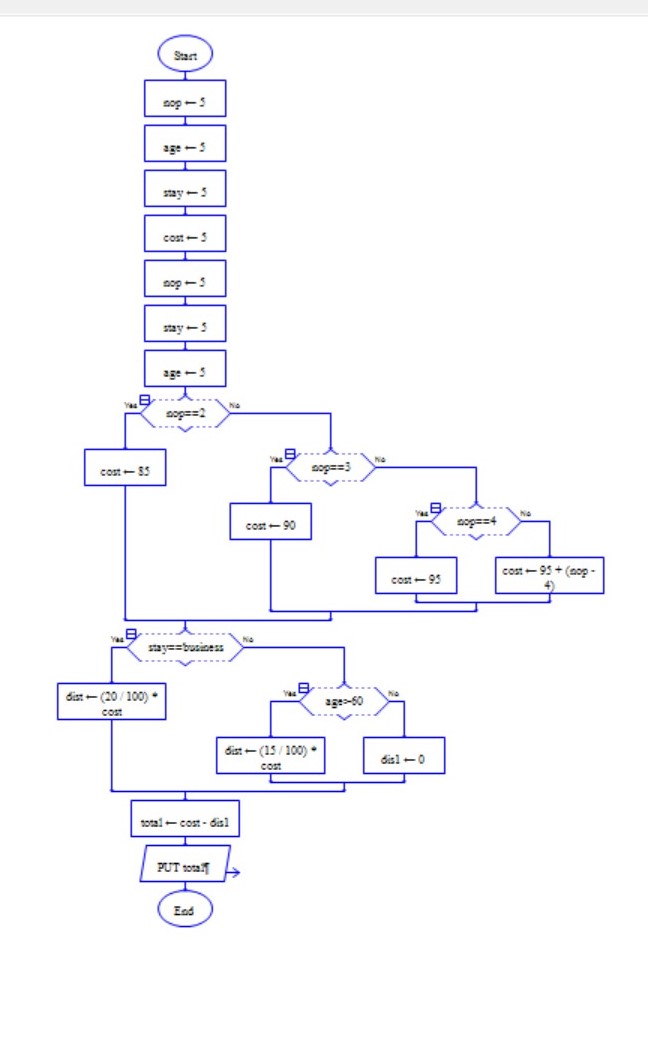 Start
nop ← 5
age ← 5
stay ← 5
cost ← 5
nop ← 5
stay ← 5
age ← 5
Yes
nop==2
No
cost ← 85
Yes
nop==3
No
cost ← 90
Yes
nop==4
No
cost ← 95
cost ← 95 + (nop -
4)
Yes
stay==business
No
dist ← (20 / 100) *
cost
Yes
age>60
No
dist ← (15 / 100) *
cost
dis1 ← 0
total ← cost - dis1
PUT total¶
End